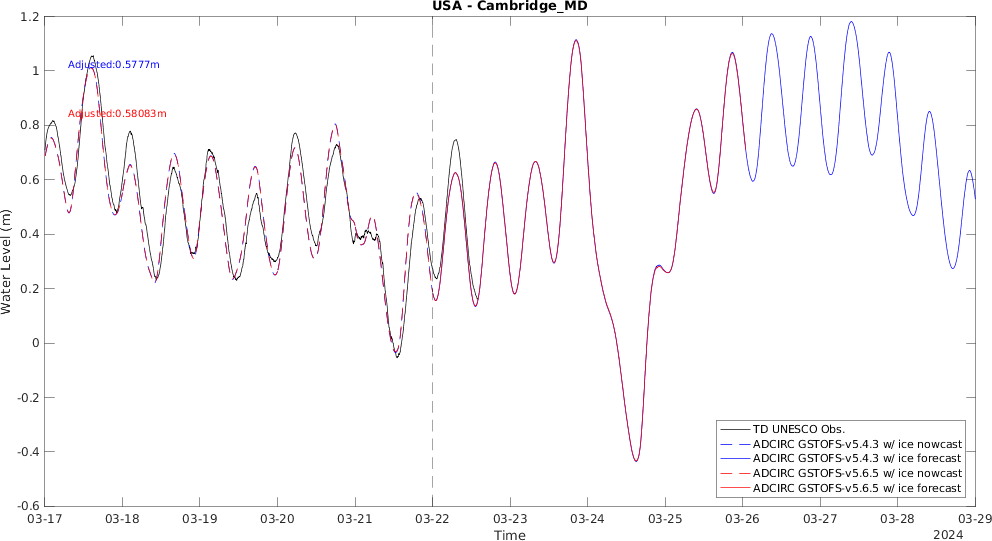 USA - Cambridge_MD
1.2
1
0.8
0.6
0.4
0.2
0
-0.2
-0.4
-0.6
Water Level (m)
Adjusted:0.5777m
Adjusted:0.58083m
TD UNESCO Obs.
ADCIRC GSTOFS-v5.4.3 w/ ice nowcast
ADCIRC GSTOFS-v5.4.3 w/ ice forecast
ADCIRC GSTOFS-v5.6.5 w/ ice nowcast
ADCIRC GSTOFS-v5.6.5 w/ ice forecast
03-17 03-18 03-19 03-20 03-21 03-22 03-23 03-24 03-25 03-26 03-27 03-28 03-29
Time
2024